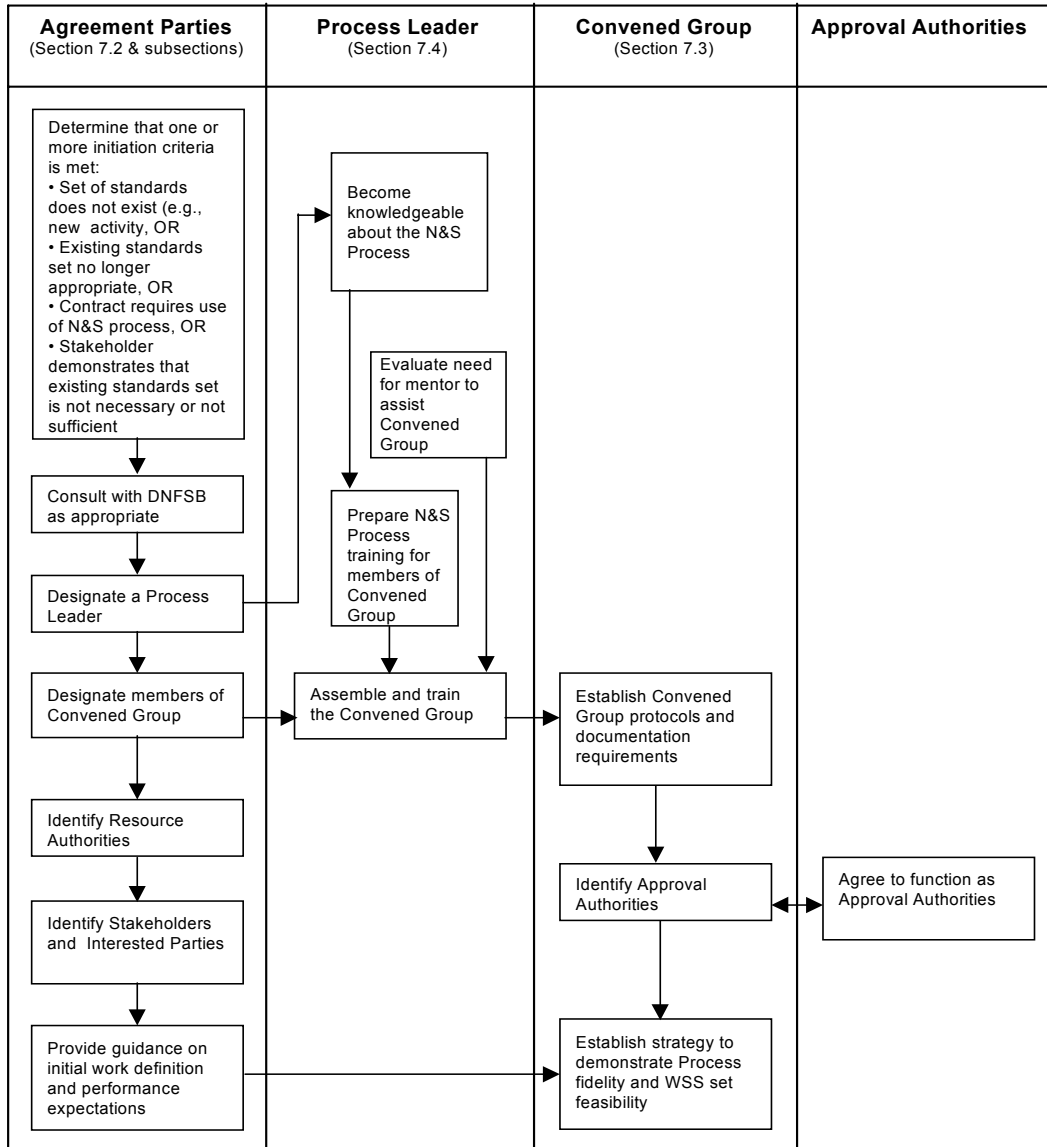 Agreement Parties
(Section 7.2 & subsections)
Process Leader
(Section 7.4)
Convened Group
(Section 7.3)
Approval Authorities
Determine that one or
more initiation criteria
is met:
• Set of standards
does not exist (e.g.,
new activity, OR
• Existing standards
set no longer
appropriate, OR
• Contract requires use
of N&S process, OR
• Stakeholder
demonstrates that
existing standards set
is not necessary or not
sufficient
Consult with DNFSB
as appropriate
Designate a Process
Leader
Designate members of
Convened Group
Identify Resource
Authorities
Identify Stakeholders
and Interested Parties
Provide guidance on
initial work definition
and performance
expectations
Become
knowledgeable
about the N&S
Process
Evaluate need
for mentor to
assist
Convened
Group
Prepare N&S
Process
training for
members of
Convened
Group
Assemble and train
the Convened Group
Establish Convened
Group protocols and
documentation
requirements
Identify Approval
Authorities
Establish strategy to
demonstrate Process
fidelity and WSS set
feasibility
Agree to function as
Approval Authorities